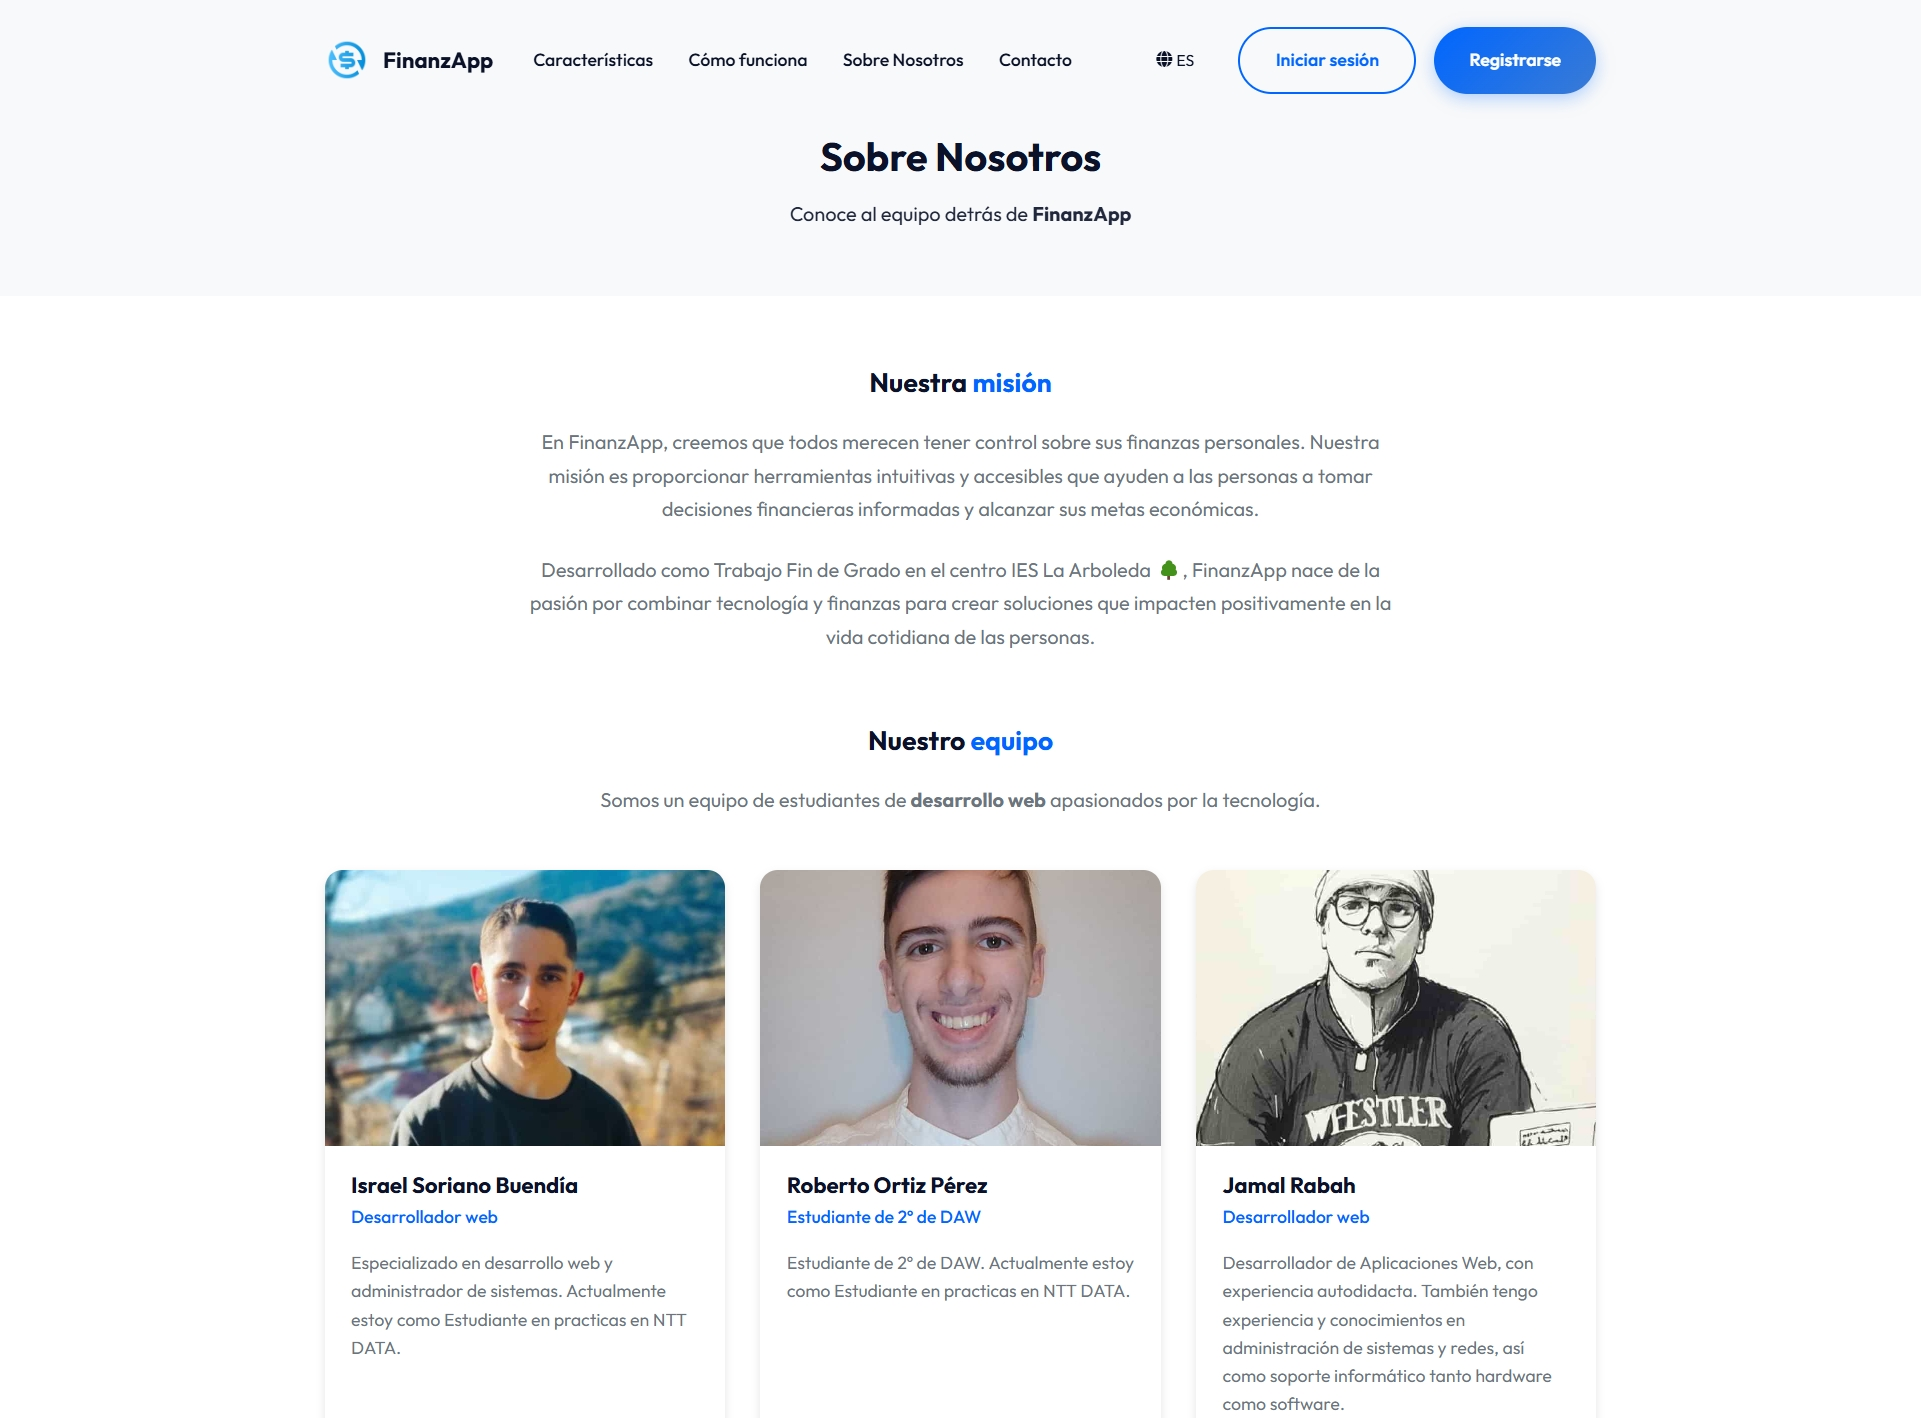 FinanzApp
Características
Cómo funciona
Sobre Nosotros
Contacto
ES
Iniciar sesión
Registrarse
Sobre Nosotros
Conoce al equipo detrás de FinanzApp
Nuestra misión
En FinanzApp, creemos que todos merecen tener control sobre sus finanzas personales. Nuestra
misión es proporcionar herramientas intuitivas y accesibles que ayuden a las personas a tomar
decisiones financieras informadas y alcanzar sus metas económicas.
Desarrollado como Trabajo Fin de Grado en el centro IES La Arboleda 🌳, FinanzApp nace de la
pasión por combinar tecnología y finanzas para crear soluciones que impacten positivamente en la
vida cotidiana de las personas.
Nuestro equipo
Somos un equipo de estudiantes de desarrollo web apasionados por la tecnología.
Israel Soriano Buendía
Desarrollador web
Especializado en desarrollo web y
administrador de sistemas. Actualmente
estoy como Estudiante en practicas en NTT
DATA.
Roberto Ortiz Pérez
Estudiante de 2º de DAW
Estudiante de 2º de DAW. Actualmente estoy
como Estudiante en practicas en NTT DATA.
Jamal Rabah
Desarrollador web
Desarrollador de Aplicaciones Web, con
experiencia autodidacta. También tengo
experiencia y conocimientos en
administración de sistemas y redes, así
como soporte informático tanto hardware
como software.